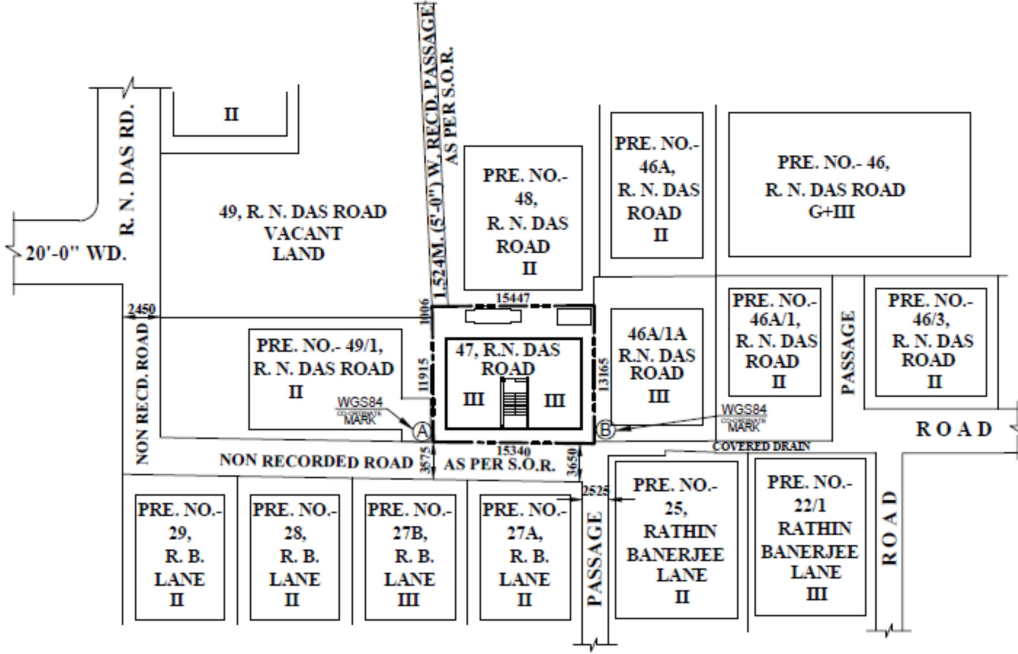 1.524M. (5'-0") W. RECD. PASSAGE
AS PER S.O.R.
R. N. DAS RD.
20'-0" WD.
II
49, R. N. DAS ROAD
VACANT
LAND
PRE. NO.-
48,
R. N. DAS
ROAD
II
PRE. NO.-
46A,
R. N. DAS
ROAD
II
PRE. NO.- 46,
R. N. DAS ROAD
G+III
2450
NON RECD. ROAD
PRE. NO.- 49/1,
R. N. DAS ROAD
II
1006
11915
15447
47, R.N. DAS
ROAD
III
III
13165
46A/1A
R.N. DAS
ROAD
III
PRE. NO.-
46A/1,
R. N. DAS
ROAD
II
PASSAGE
PRE. NO.-
46/3,
R. N. DAS
ROAD
II
WGS84
CO-ORDINATE
MARK
A
B
WGS84
CO-ORDINATE
MARK
ROAD
NON RECORDED ROAD
3575
15340
AS PER S.O.R.
3650
COVERED DRAIN
2525
PRE. NO.-
29,
R. B.
LANE
II
PRE. NO.-
28,
R. B.
LANE
II
PRE. NO.-
27B,
R. B.
LANE
III
PRE. NO.-
27A,
R. B.
LANE
II
PASSAGE
PRE. NO.-
25,
RATHIN
BANERJEE
LANE
II
PRE. NO.-
22/1
RATHIN
BANERJEE
LANE
III
ROAD